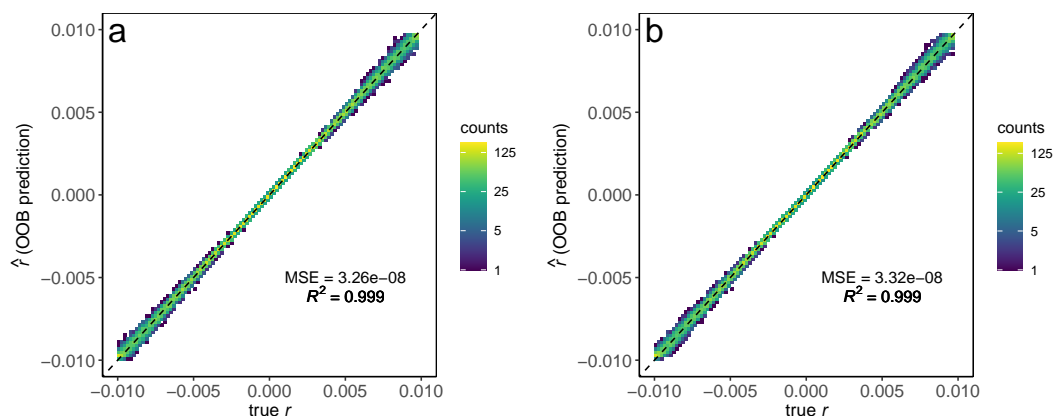 a
0.010
0.005
0.000
−0.005
−0.010
r̂ (OOB prediction)
−0.010 −0.005 0.000 0.005 0.010
true r
MSE = 3.26e−08
R² = 0.999
counts
125
25
5
1
b
0.010
0.005
0.000
−0.005
−0.010
r̂ (OOB prediction)
−0.010 −0.005 0.000 0.005 0.010
true r
MSE = 3.32e−08
R² = 0.999
counts
125
25
5
1